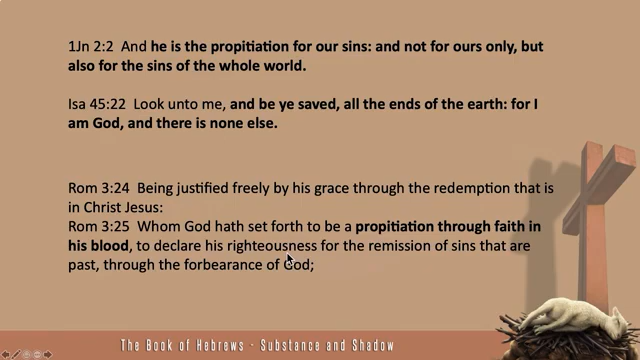 1Jn 2:2  And he is the propitiation for our sins: and not for ours only, but
also for the sins of the whole world.
Isa 45:22  Look unto me, and be ye saved, all the ends of the earth: for I
am God, and there is none else.
Rom 3:24  Being justified freely by his grace through the redemption that is
in Christ Jesus:
Rom 3:25  Whom God hath set forth to be a propitiation through faith in
his blood, to declare his righteousness for the remission of sins that are
past, through the forbearance of God;
The Book of Hebrews - Substance and Shadow